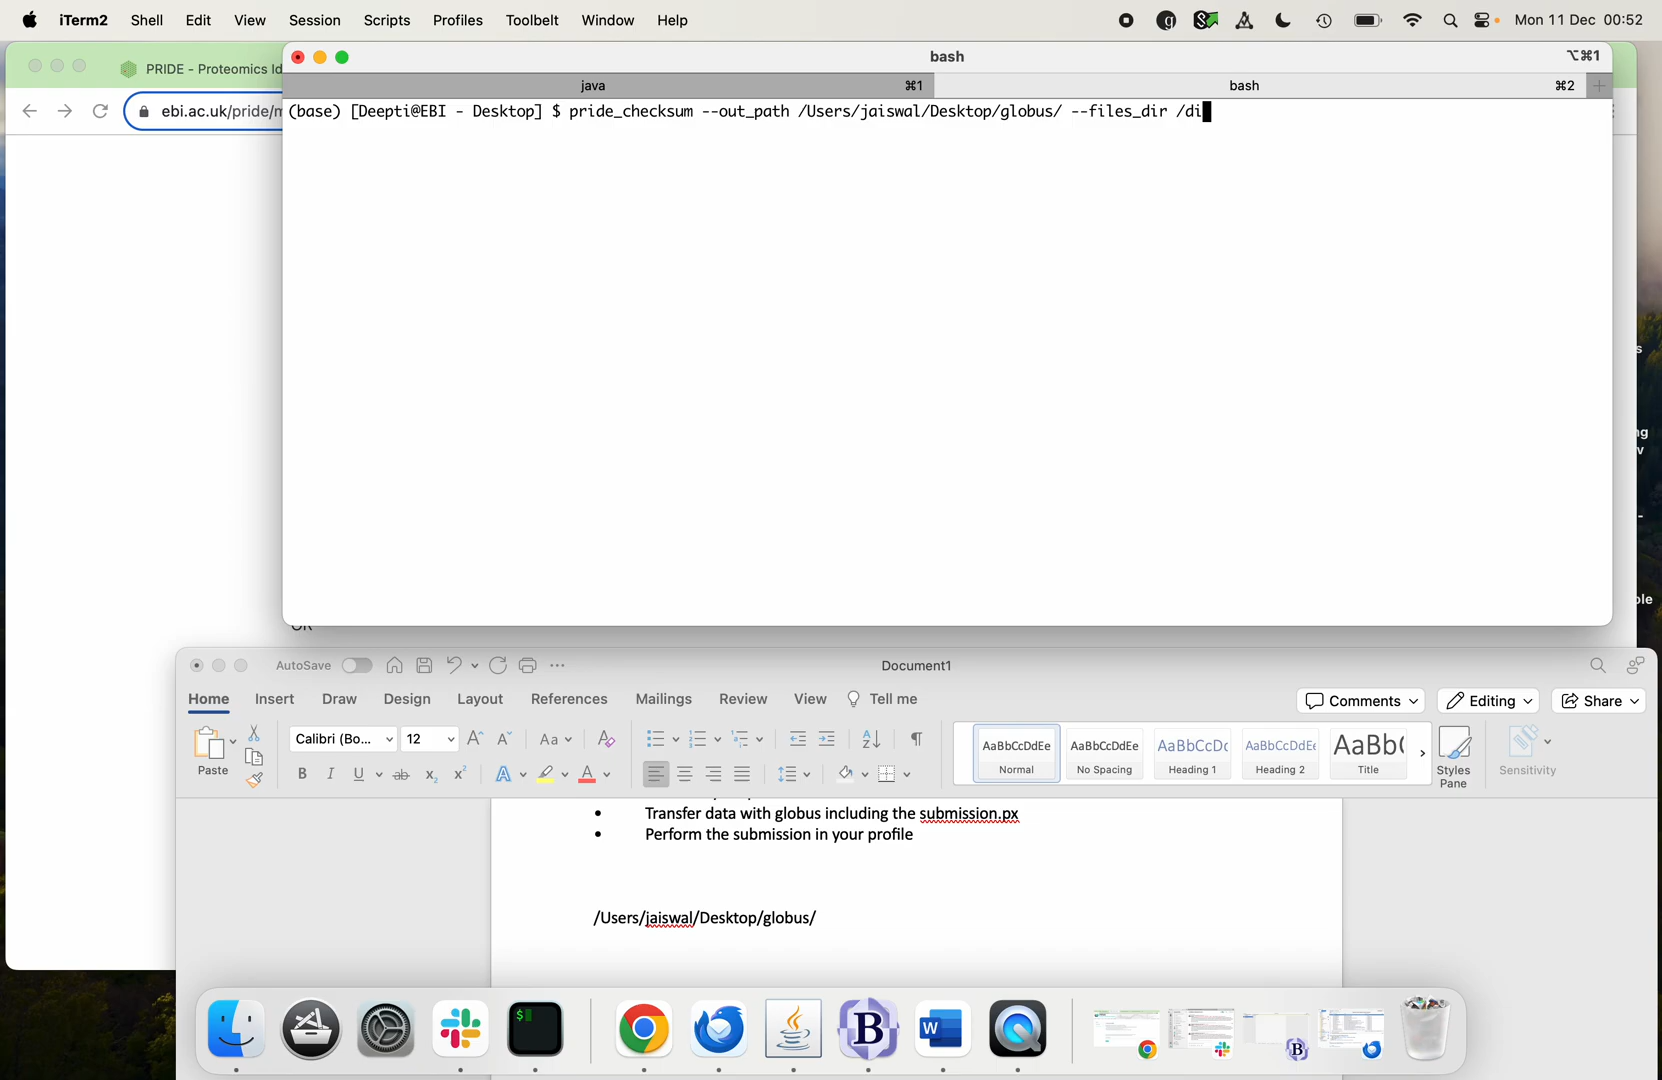 iTerm2 Shell Edit View Session Scripts Profiles Toolbelt Window Help Mon 11 Dec 00:52
PRIDE - Proteomics Id
bash ⌥⌘1
java ⌘1 bash ⌘2 +
ebi.ac.uk/pride/m
(base) [Deepti@EBI - Desktop] $ pride_checksum --out_path /Users/jaiswal/Desktop/globus/ --files_dir /di
OR
AutoSave Document1
Home Insert Draw Design Layout References Mailings Review View Tell me Comments Editing Share
Calibri (Bo... 12 Aa
AaBbCcDdEe AaBbCcDdEe AaBbCcDc AaBbCcDdEe AaBb(
Paste Normal No Spacing Heading 1 Heading 2 Title Styles Pane Sensitivity
• Transfer data with globus including the submission.px
• Perform the submission in your profile
/Users/jaiswal/Desktop/globus/